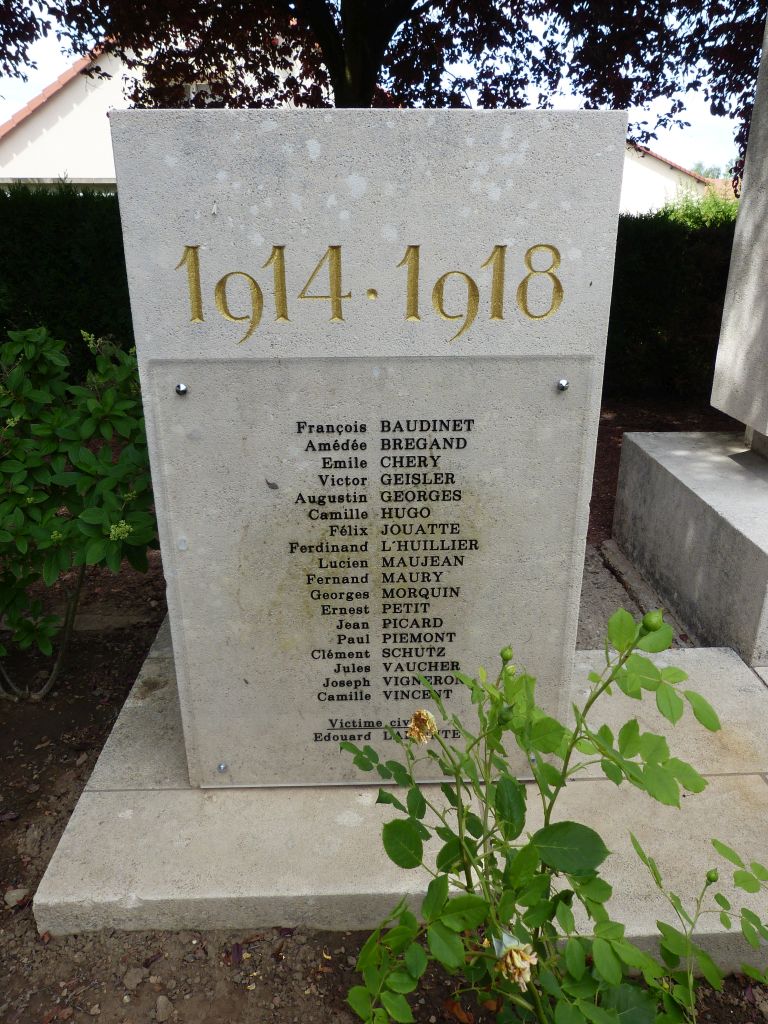 1914 · 1918
François BAUDINET
Amédée BREGAND
Emile CHERY
Victor GEISLER
Augustin GEORGES
Camille HUGO
Félix JOUATTE
Ferdinand L'HUILLIER
Lucien MAUJEAN
Fernand MAURY
Georges MORQUIN
Ernest PETIT
Jean PICARD
Paul PIEMONT
Clément SCHUTZ
Jules VAUCHER
Joseph VIGNERON
Camille VINCENT
Victime
Edouard